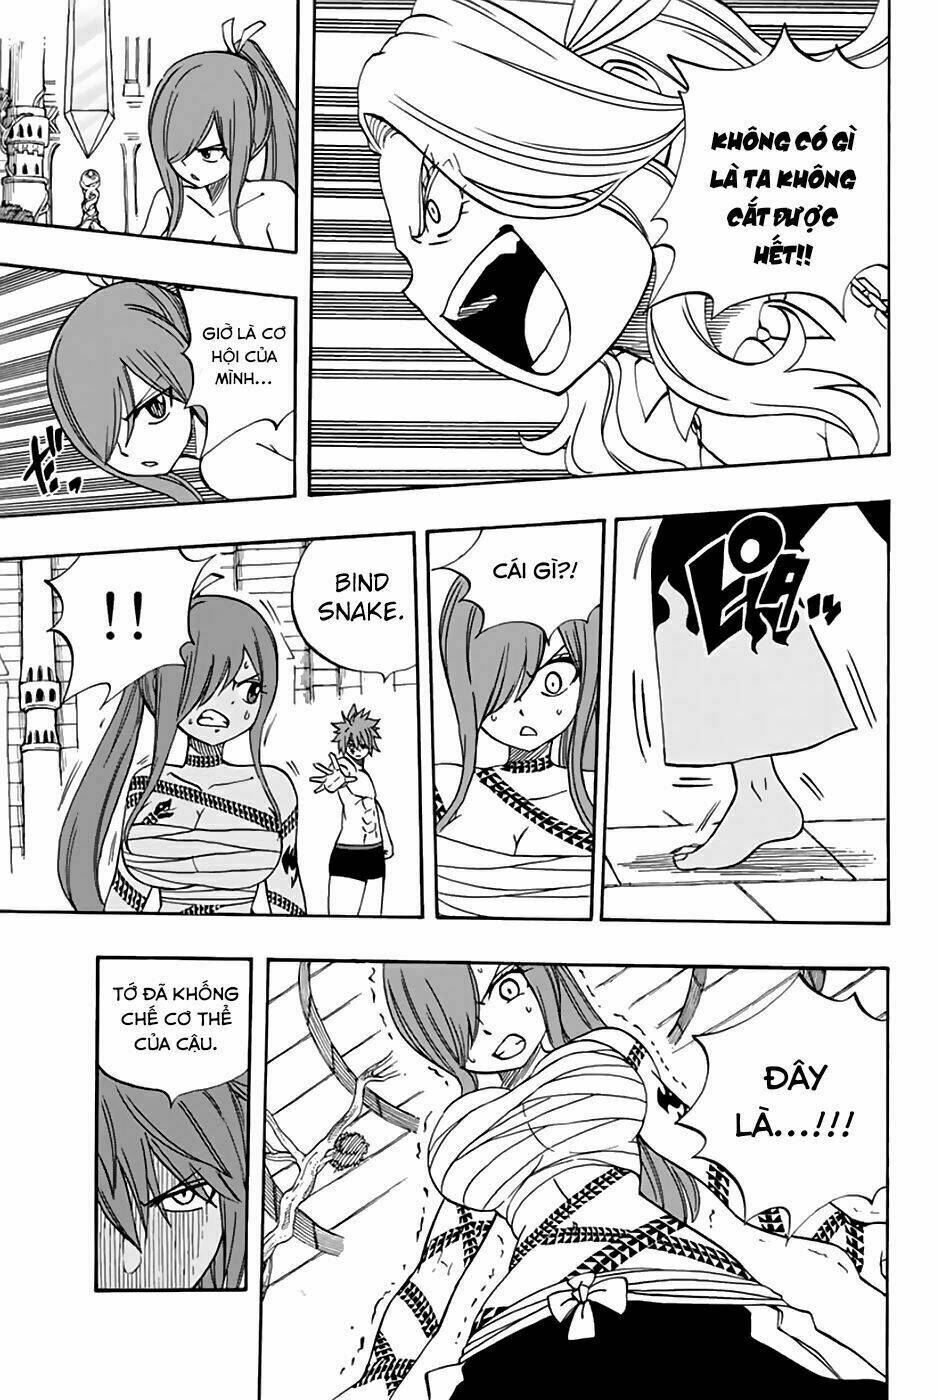 KHÔNG CÓ GÌ
LÀ TA KHÔNG
CẮT ĐƯỢC
HẾT!!
GIỜ LÀ CƠ
HỘI CỦA
MÌNH...
CÁI GÌ?!
BIND
SNAKE.
!!
ĐÂY
LÀ...!!!
TỚ ĐÃ KHỐNG
CHẾ CƠ THỂ
CỦA CẬU.